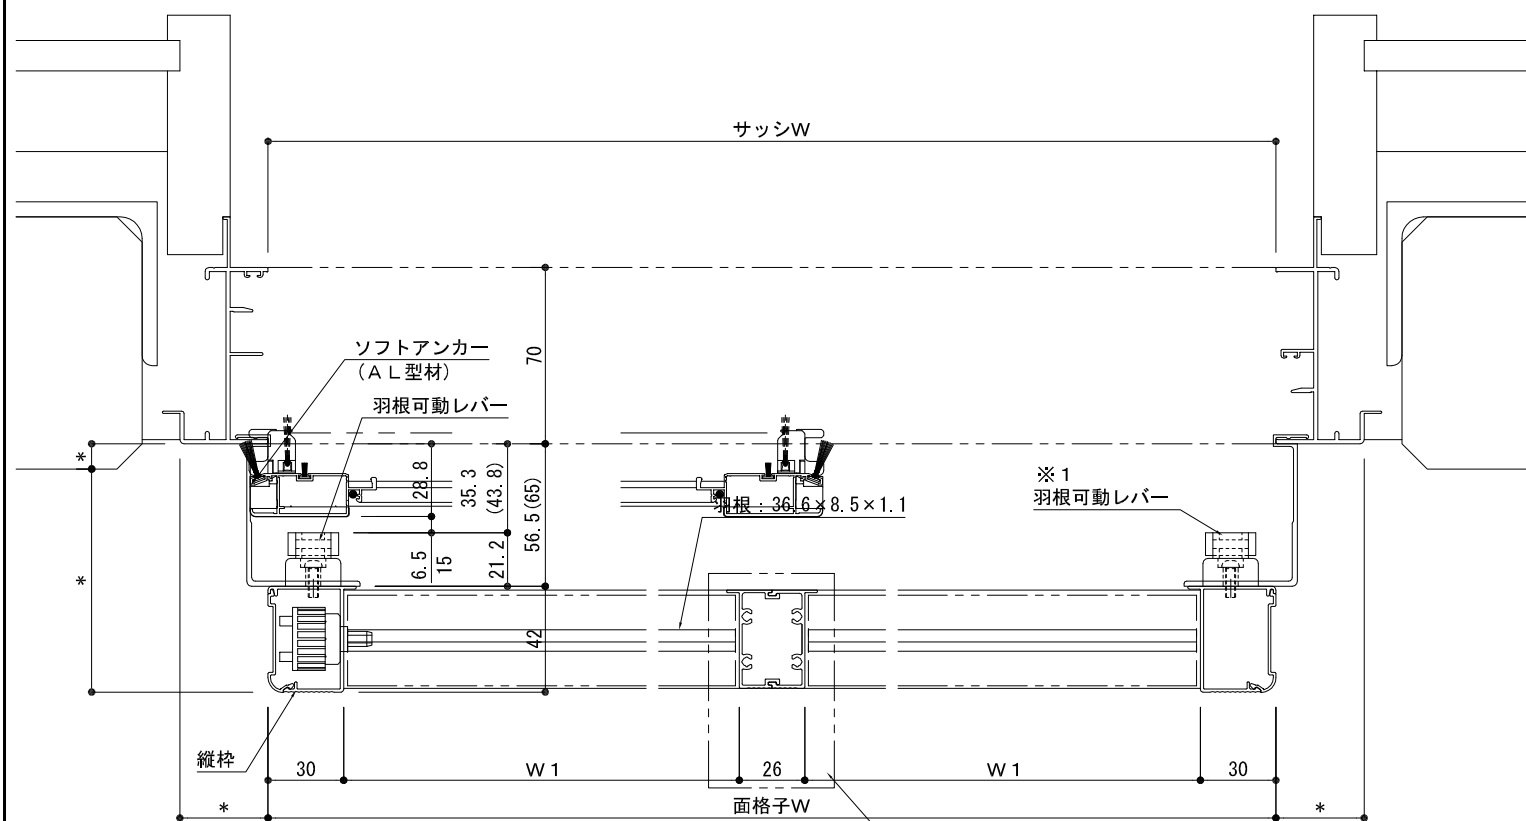 サッシW
70
ソフトアンカー
(AL型材)
羽根可動レバー
*
28.8
35.3
(43.8)
56.5(65)
※1
羽根可動レバー
羽根：36.6×8.5×1.1
*
6.5
15
21.2
42
縦枠
30
W1
26
W1
30
*
面格子W
*